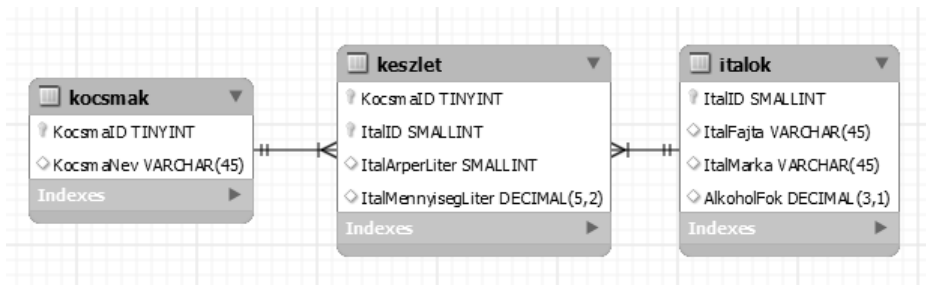 kocsmak
KocsmaID TINYINT
KocsmaNev VARCHAR(45)
Indexes
keszlet
KocsmaID TINYINT
ItalID SMALLINT
ItalArperLiter SMALLINT
ItalMennyisegLiter DECIMAL(5,2)
Indexes
italok
ItalID SMALLINT
ItalFajta VARCHAR(45)
ItalMarka VARCHAR(45)
AlkoholFok DECIMAL(3,1)
Indexes